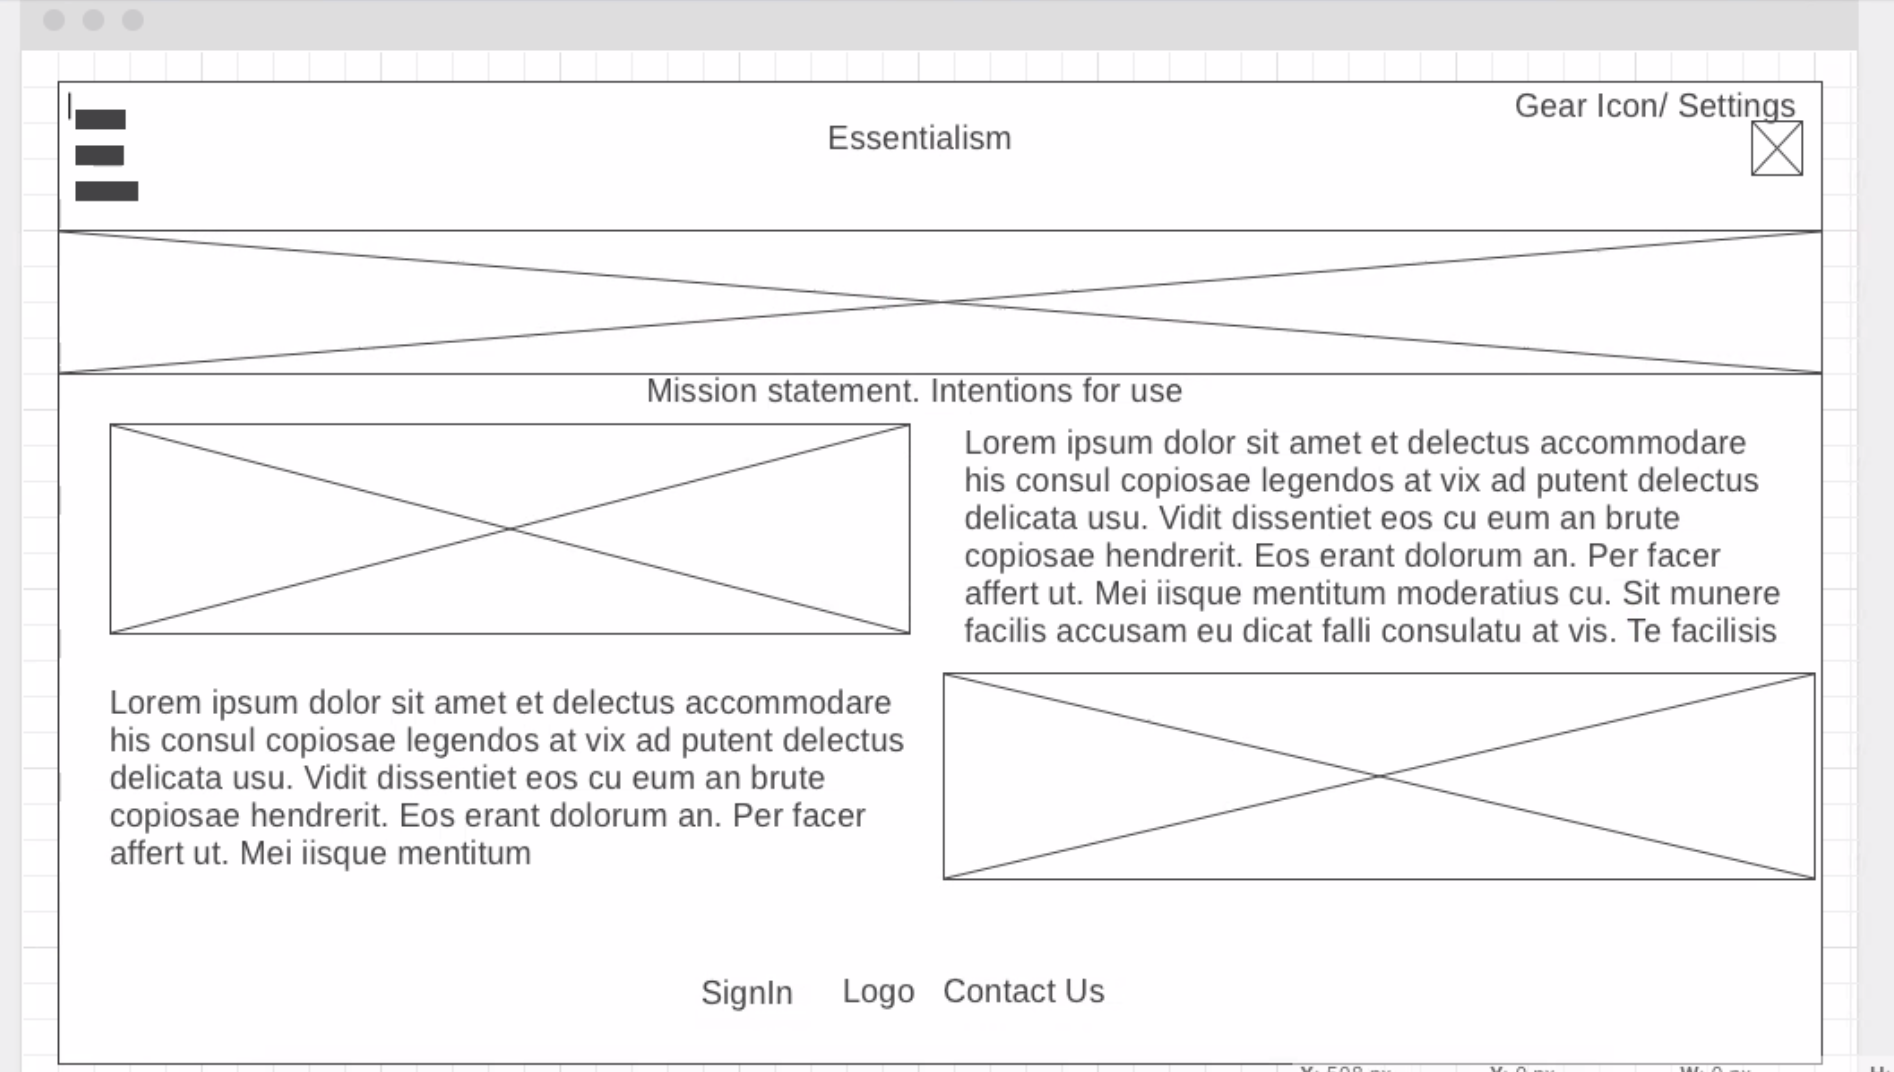 Gear Icon/ Settings
Essentialism
Mission statement. Intentions for use
Lorem ipsum dolor sit amet et delectus accommodare
his consul copiosae legendos at vix ad putent delectus
delicata usu. Vidit dissentiet eos cu eum an brute
copiosae hendrerit. Eos erant dolorum an. Per facer
affert ut. Mei iisque mentitum moderatius cu. Sit munere
facilis accusam eu dicat falli consulatu at vis. Te facilisis
Lorem ipsum dolor sit amet et delectus accommodare
his consul copiosae legendos at vix ad putent delectus
delicata usu. Vidit dissentiet eos cu eum an brute
copiosae hendrerit. Eos erant dolorum an. Per facer
affert ut. Mei iisque mentitum
SignIn Logo Contact Us